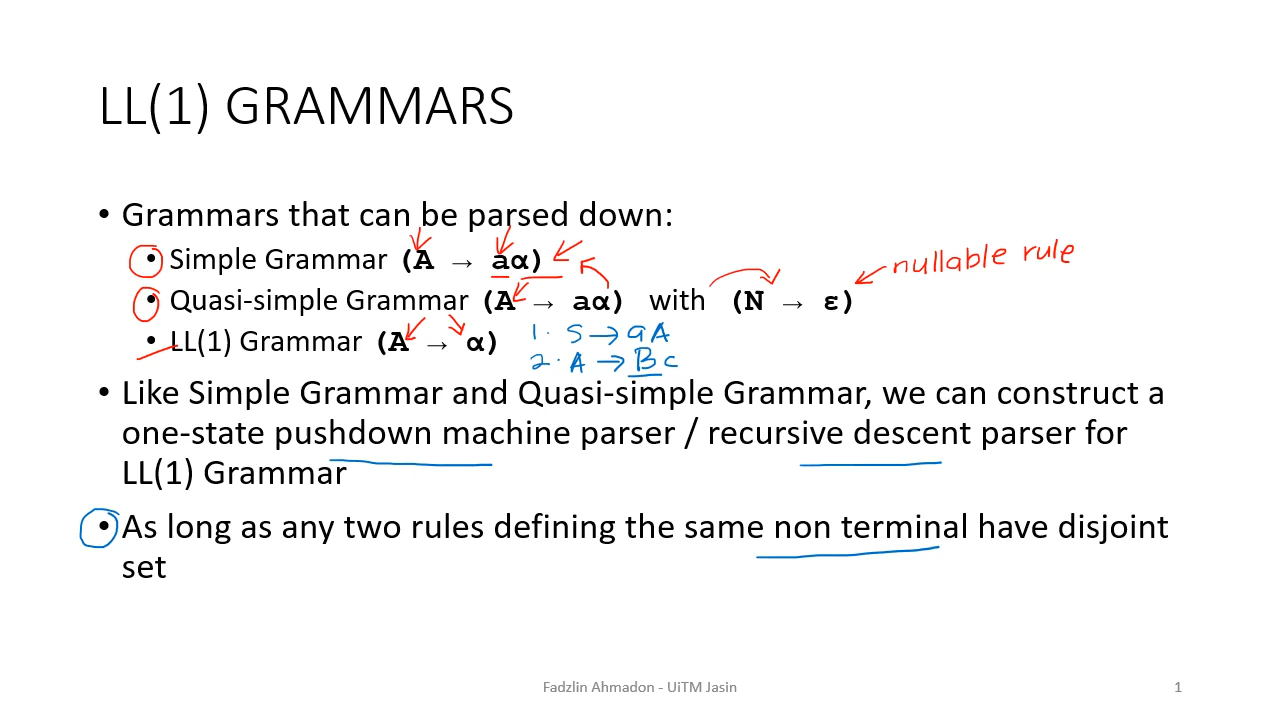 LL(1) GRAMMARS
• Grammars that can be parsed down:
• Simple Grammar (A → aα)
nullable rule
• Quasi-simple Grammar (A → aα) with (N → ε)
• LL(1) Grammar (A → α)
1. S → aA
2. A → Bc
• Like Simple Grammar and Quasi-simple Grammar, we can construct a
one-state pushdown machine parser / recursive descent parser for
LL(1) Grammar
• As long as any two rules defining the same non terminal have disjoint
set
Fadzlin Ahmadon - UiTM Jasin
1